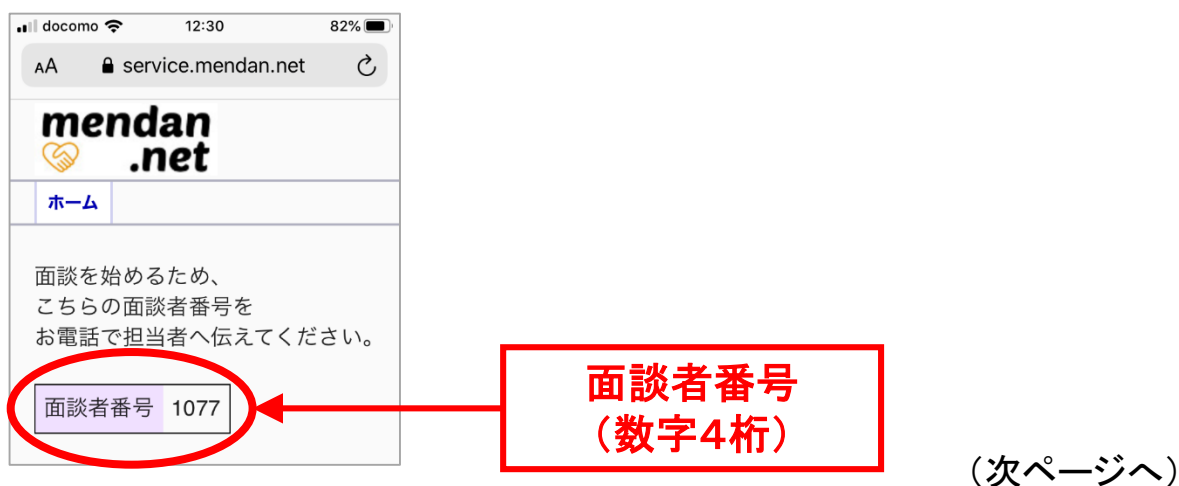 docomo 12:30 82%
AA service.mendan.net
mendan
.net
ホーム
面談を始めるため、
こちらの面談者番号を
お電話で担当者へ伝えてください。
面談者番号 1077
面談者番号
（数字４桁）
（次ページへ）